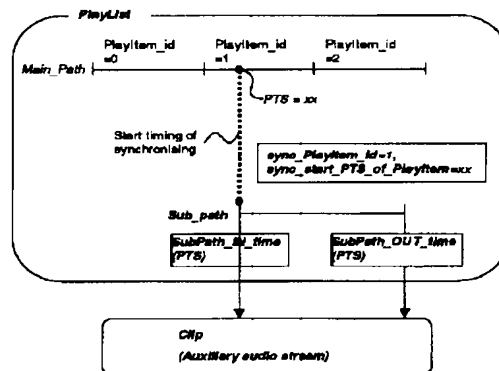 PlayList
PlayItem_id
=0
PlayItem_id
=1
PlayItem_id
=2
Main_Path
PTS = xx
Start timing of
synchronising
sync_PlayItem_id=1,
sync_start_PTS_of_PlayItem=xx
Sub_path
SubPath_IN_time
(PTS)
SubPath_OUT_time
(PTS)
Clip
(Auxiliary audio stream)